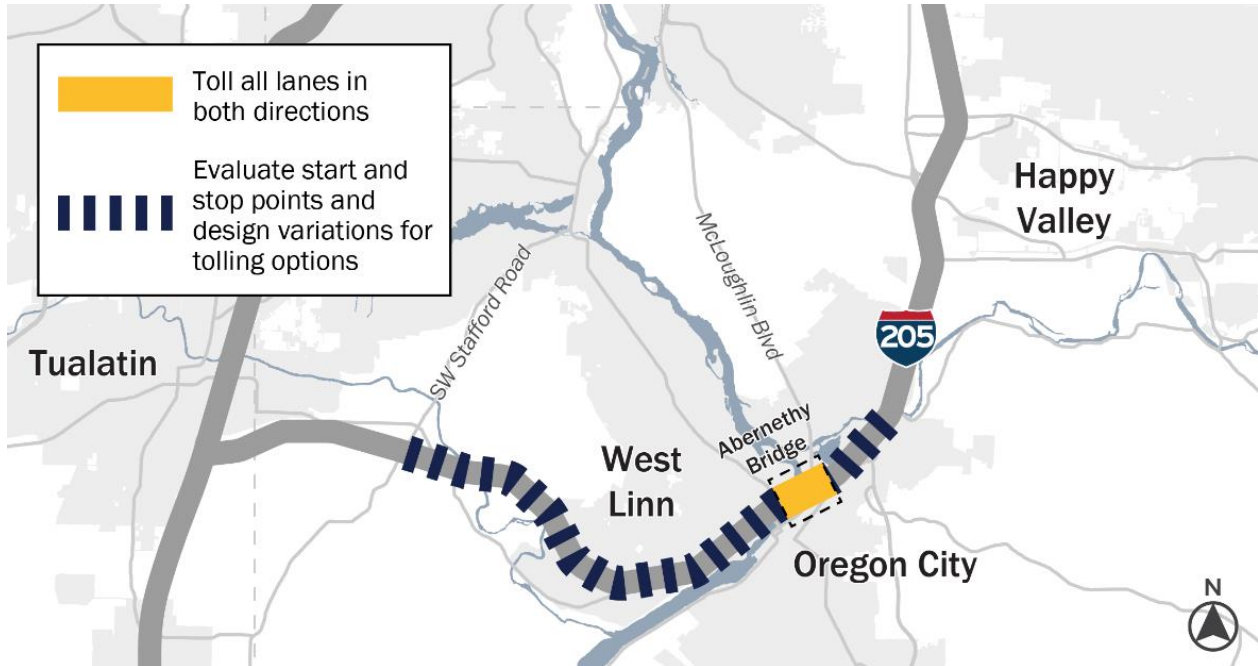 Toll all lanes in
both directions
Evaluate start and
stop points and
design variations for
tolling options
Happy
Valley
McLoughlin Blvd
SW Stafford Road
205
Tualatin
Abernethy
Bridge
West
Linn
Oregon City
N